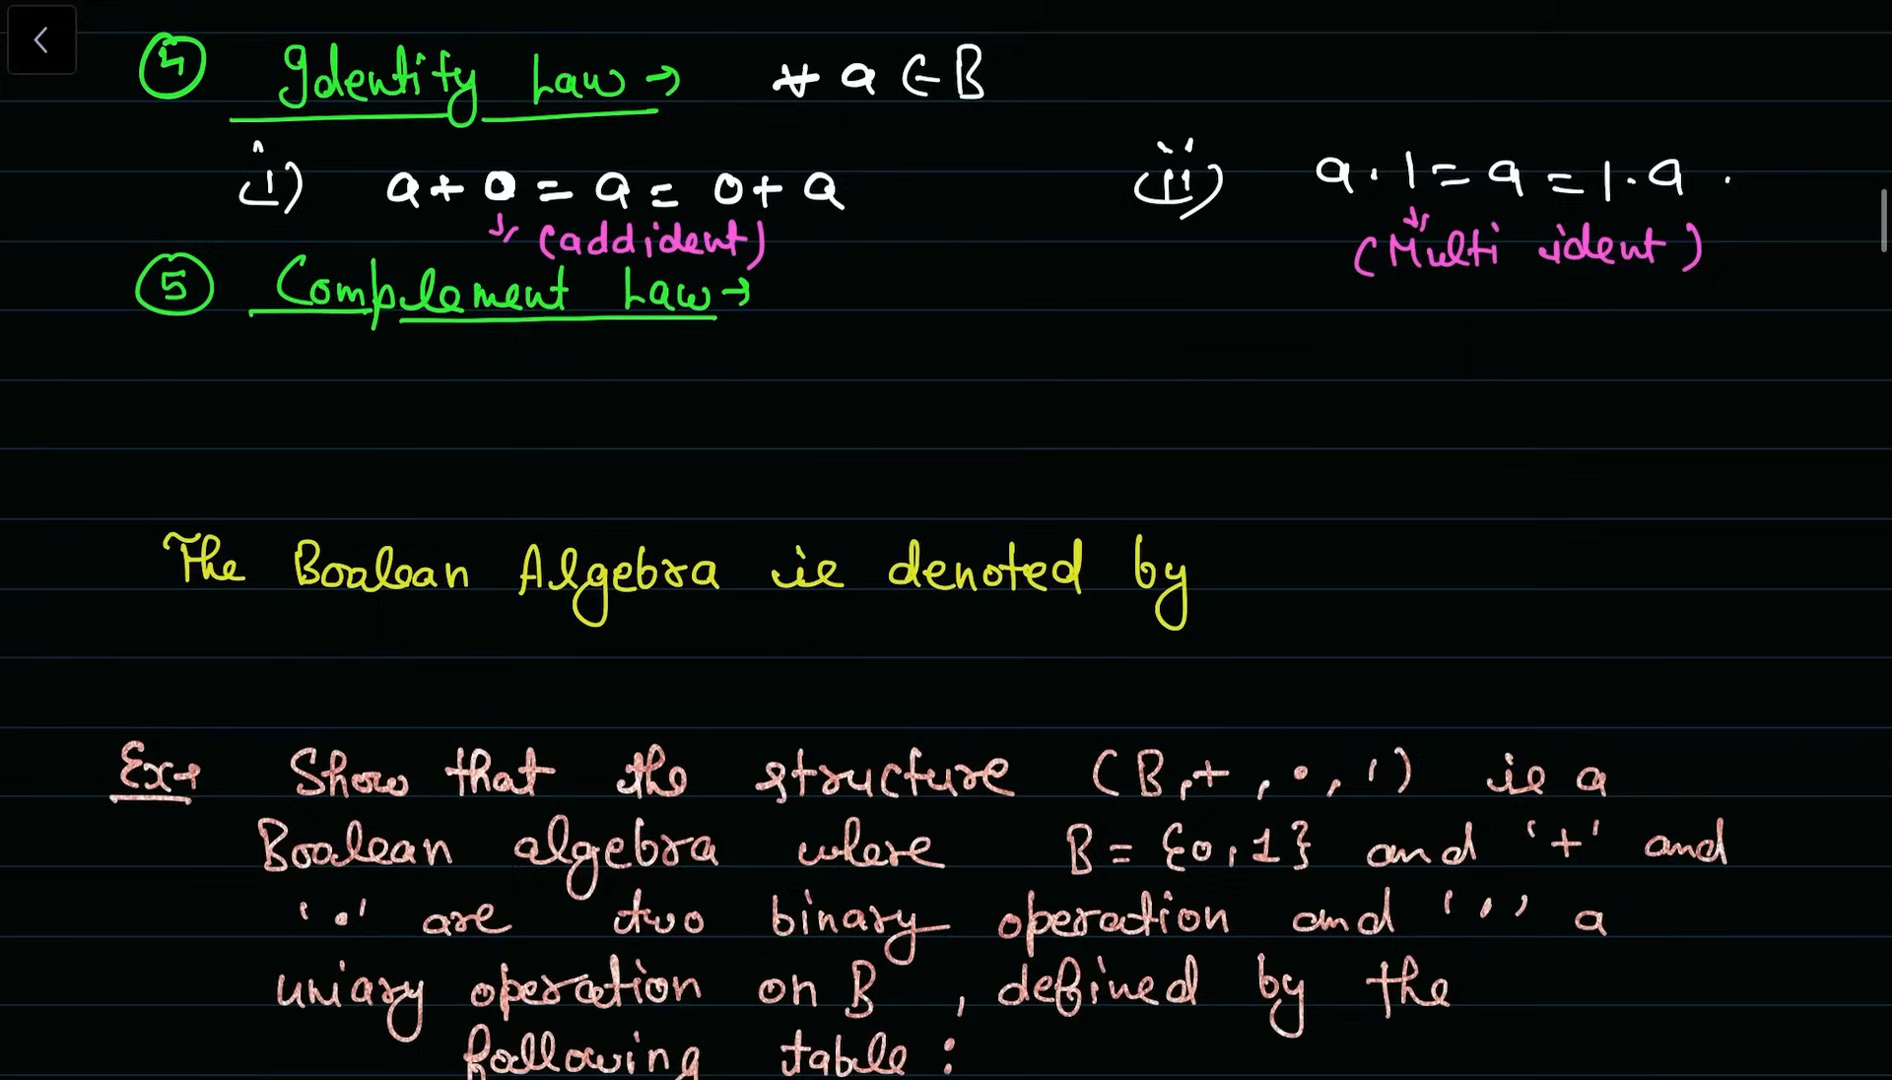 ④ Identity Law → ∀ a ∈ B
(i) a + 0 = a = 0 + a (ii) a . 1 = a = 1 . a .
(add ident) (Multi ident)
⑤ Complement Law →
The Boolean Algebra is denoted by
Ex→ Show that the structure (B, +, ., ') is a
Boolean algebra where B = {0, 1} and '+' and
'.' are two binary operation and ''' a
uniary operation on B , defined by the
following table :